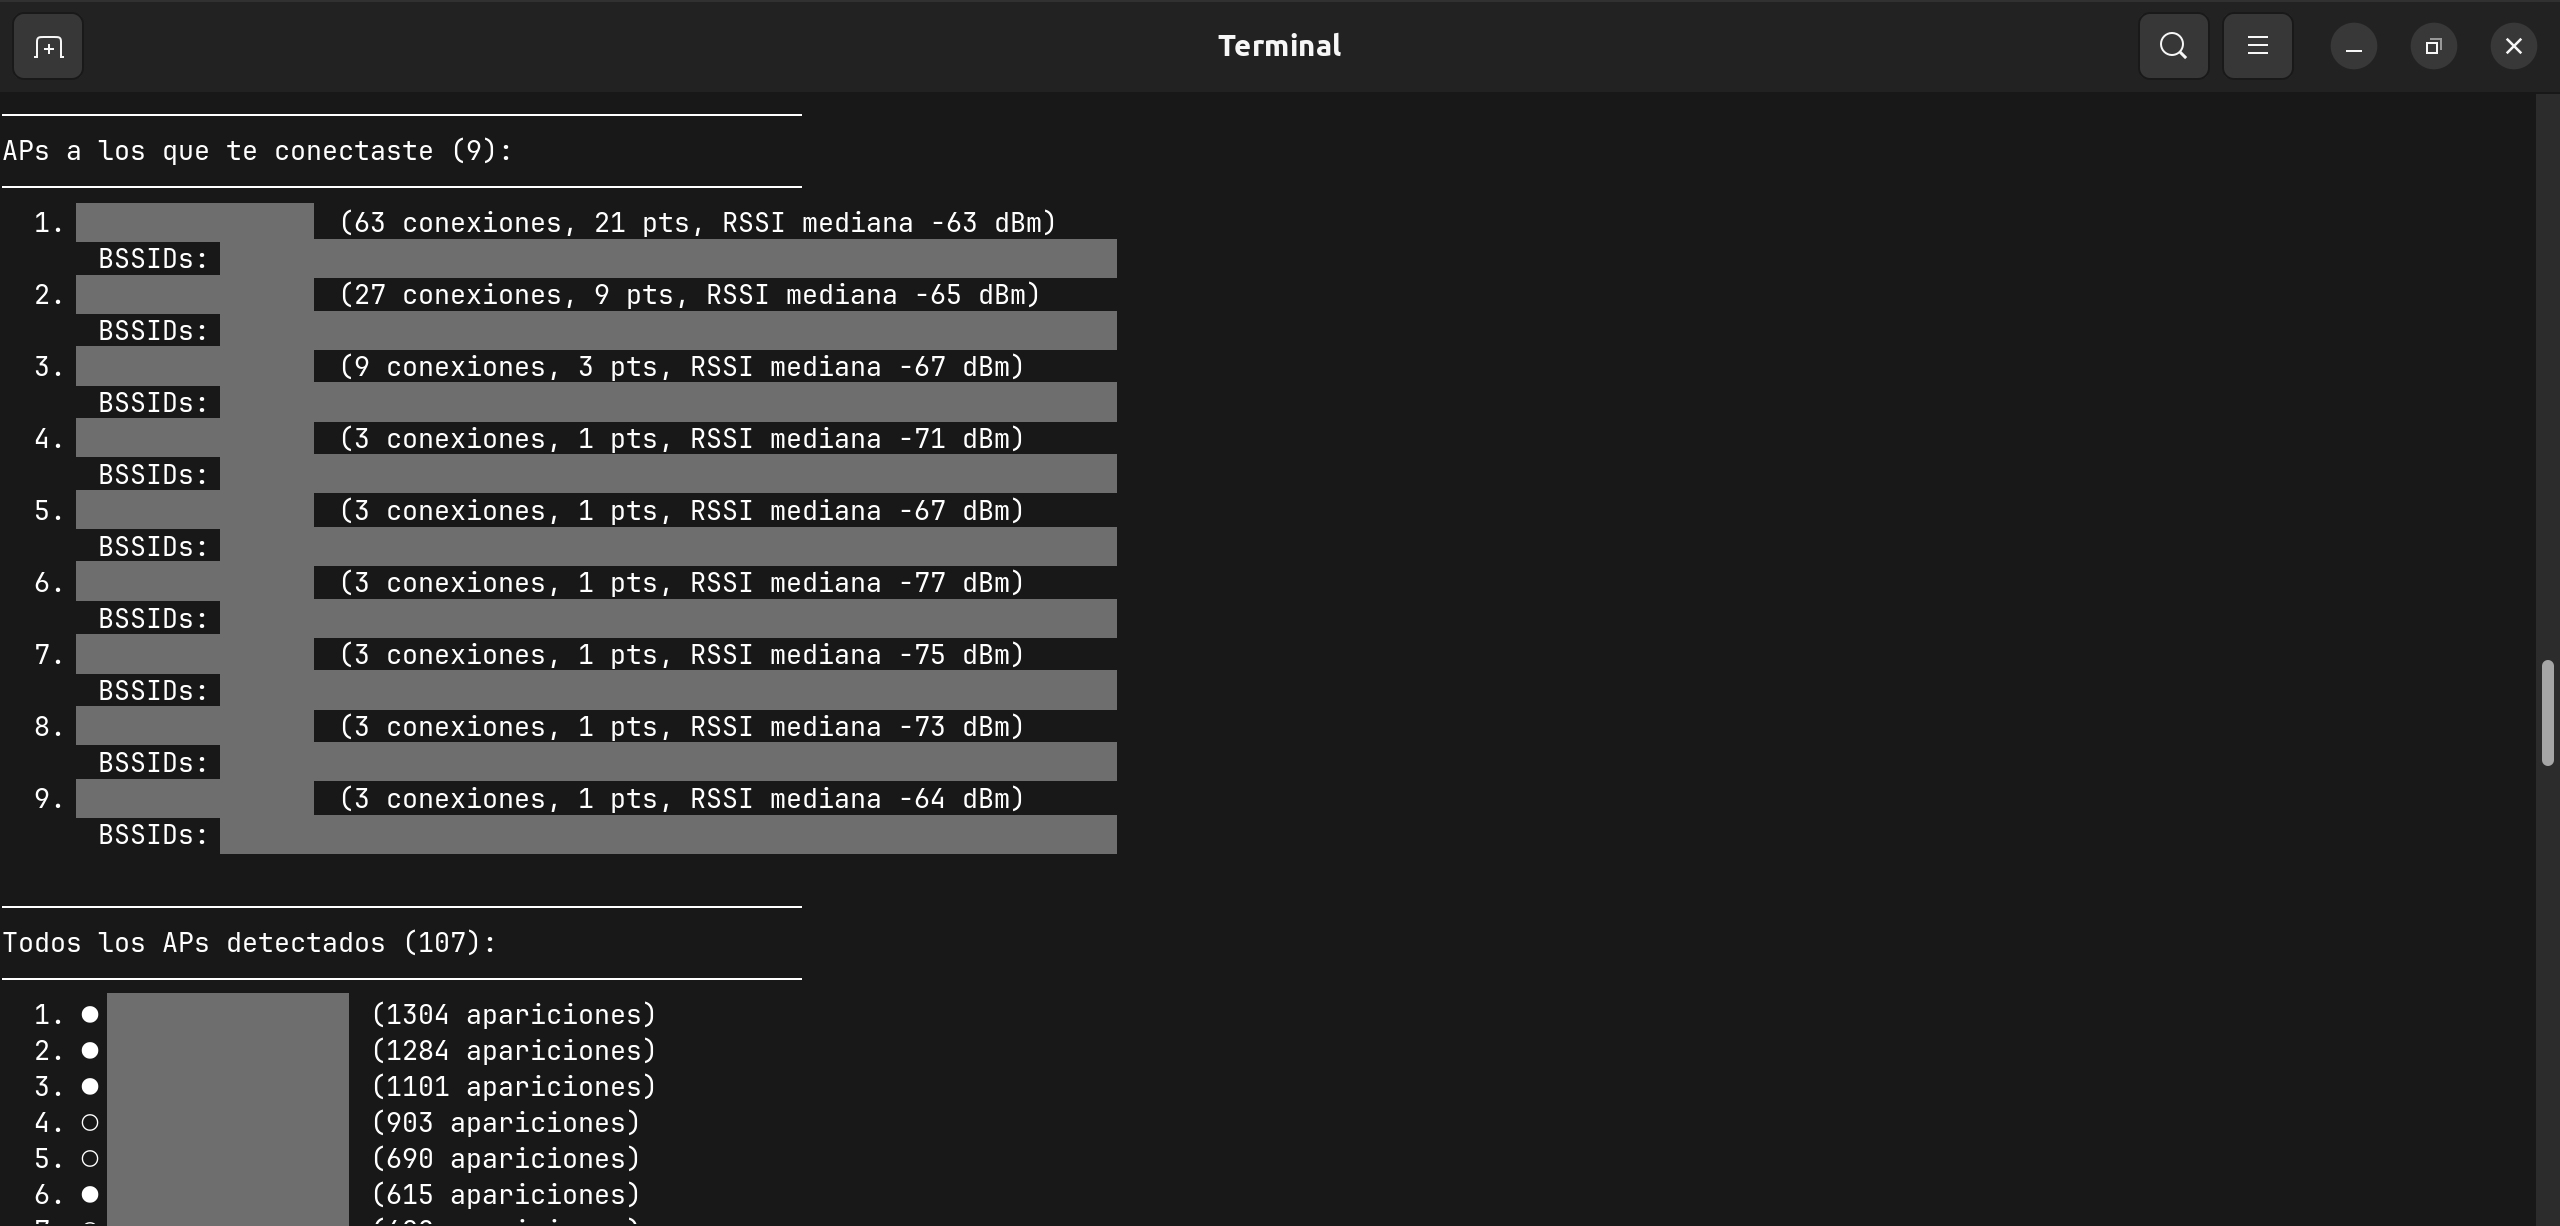 Terminal
APs a los que te conectaste (9):
1. (63 conexiones, 21 pts, RSSI mediana -63 dBm)
BSSIDs:
2. (27 conexiones, 9 pts, RSSI mediana -65 dBm)
BSSIDs:
3. (9 conexiones, 3 pts, RSSI mediana -67 dBm)
BSSIDs:
4. (3 conexiones, 1 pts, RSSI mediana -71 dBm)
BSSIDs:
5. (3 conexiones, 1 pts, RSSI mediana -67 dBm)
BSSIDs:
6. (3 conexiones, 1 pts, RSSI mediana -77 dBm)
BSSIDs:
7. (3 conexiones, 1 pts, RSSI mediana -75 dBm)
BSSIDs:
8. (3 conexiones, 1 pts, RSSI mediana -73 dBm)
BSSIDs:
9. (3 conexiones, 1 pts, RSSI mediana -64 dBm)
BSSIDs:
Todos los APs detectados (107):
1. ● (1304 apariciones)
2. ● (1284 apariciones)
3. ● (1101 apariciones)
4. ○ (903 apariciones)
5. ○ (690 apariciones)
6. ● (615 apariciones)